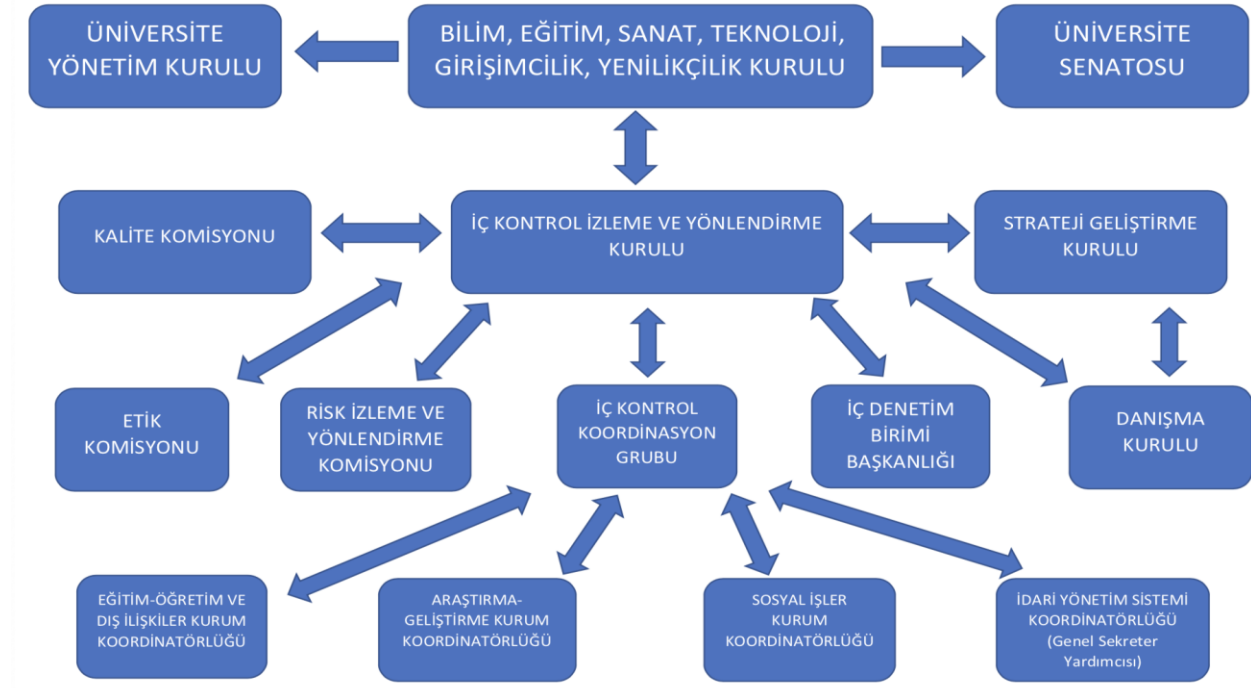 ÜNİVERSİTE
YÖNETİM KURULU
BİLİM, EĞİTİM, SANAT, TEKNOLOJİ,
GİRİŞİMCİLİK, YENİLİKÇİLİK KURULU
ÜNİVERSİTE
SENATOSU
KALİTE KOMİSYONU
İÇ KONTROL İZLEME VE YÖNLENDİRME
KURULU
STRATEJİ GELİŞTİRME
KURULU
ETİK
KOMİSYONU
RİSK İZLEME VE
YÖNLENDİRME
KOMİSYONU
İÇ KONTROL
KOORDİNASYON
GRUBU
İÇ DENETİM
BİRİMİ
BAŞKANLIĞI
DANIŞMA
KURULU
EĞİTİM-ÖĞRETİM VE
DIŞ İLİŞKİLER KURUM
KOORDİNATÖRLÜĞÜ
ARAŞTIRMA-
GELİŞTİRME KURUM
KOORDİNATÖRLÜĞÜ
SOSYAL İŞLER
KURUM
KOORDİNATÖRLÜĞÜ
İDARİ YÖNETİM SİSTEMİ
KOORDİNATÖRLÜĞÜ
(Genel Sekreter
Yardımcısı)